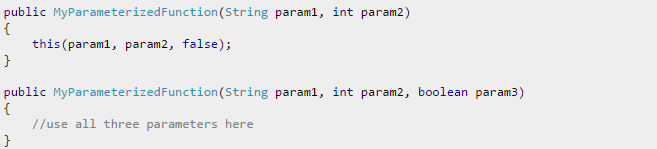 public MyParameterizedFunction(String param1, int param2)
{
    this(param1, param2, false);
}
public MyParameterizedFunction(String param1, int param2, boolean param3)
{
    //use all three parameters here
}